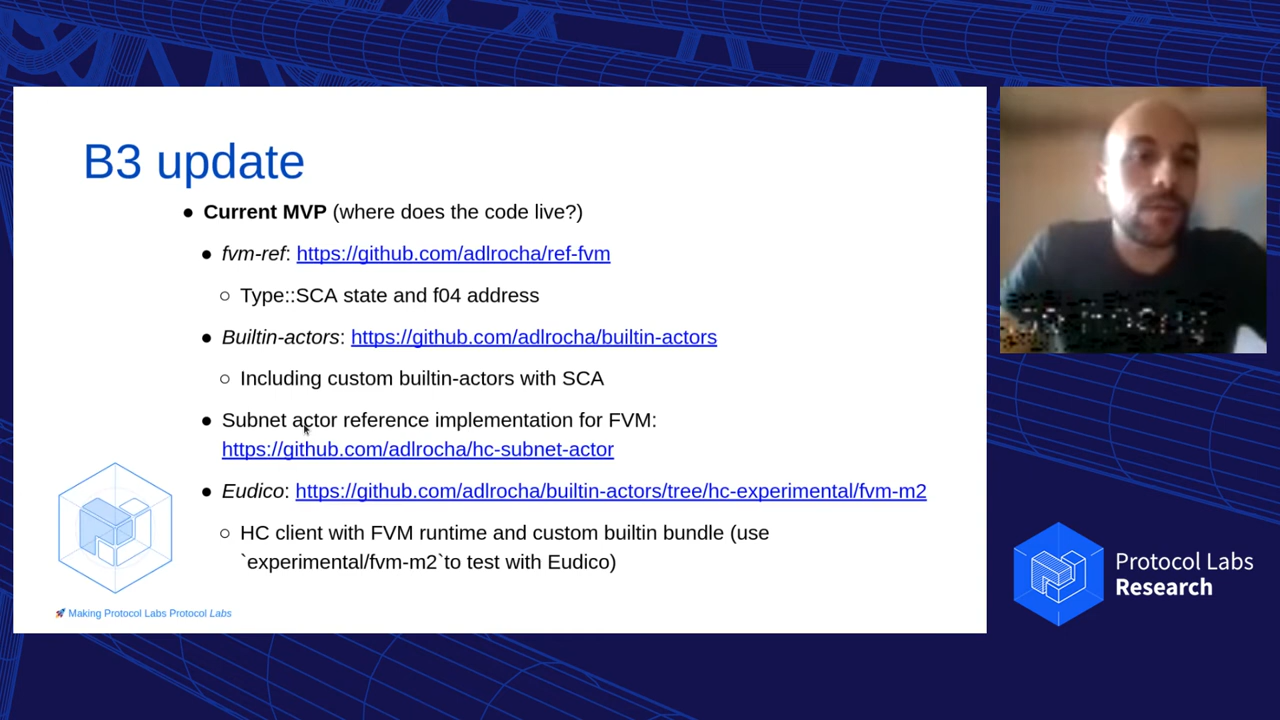 B3 update
● Current MVP (where does the code live?)
● fvm-ref: https://github.com/adlrocha/ref-fvm
○ Type::SCA state and f04 address
● Builtin-actors: https://github.com/adlrocha/builtin-actors
○ Including custom builtin-actors with SCA
● Subnet actor reference implementation for FVM:
https://github.com/adlrocha/hc-subnet-actor
● Eudico: https://github.com/adlrocha/builtin-actors/tree/hc-experimental/fvm-m2
○ HC client with FVM runtime and custom builtin bundle (use
`experimental/fvm-m2`to test with Eudico)
🚀 Making Protocol Labs Protocol Labs
Protocol Labs
Research